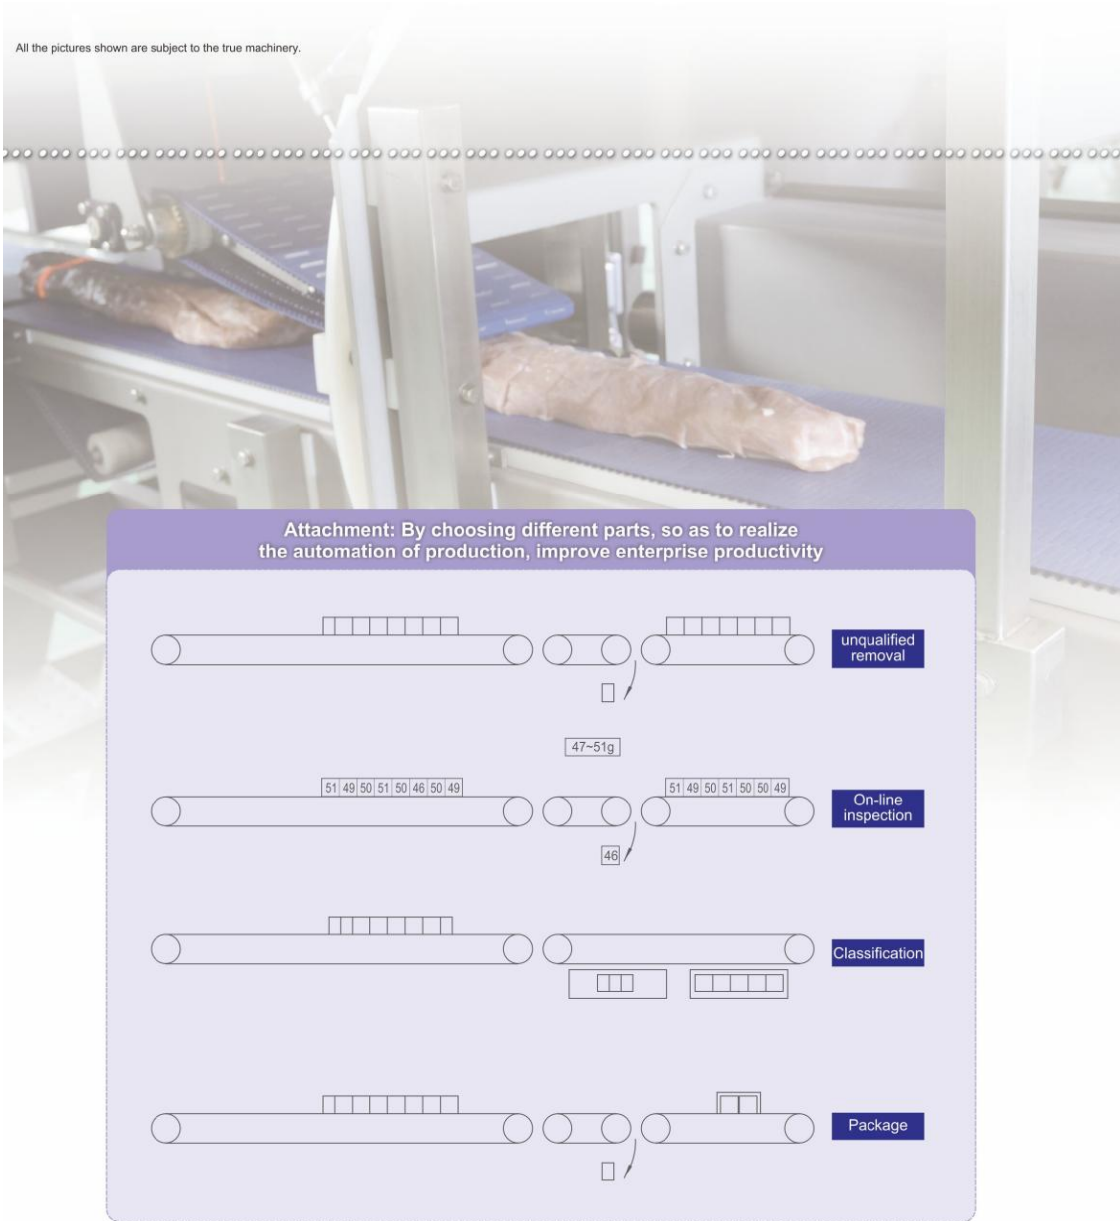 All the pictures shown are subject to the true machinery.
Attachment: By choosing different parts, so as to realize
the automation of production, improve enterprise productivity
unqualified
removal
47~51g
51 49 50 51 50 46 50 49
51 49 50 51 50 50 49
On-line
inspection
46
Classification
Package